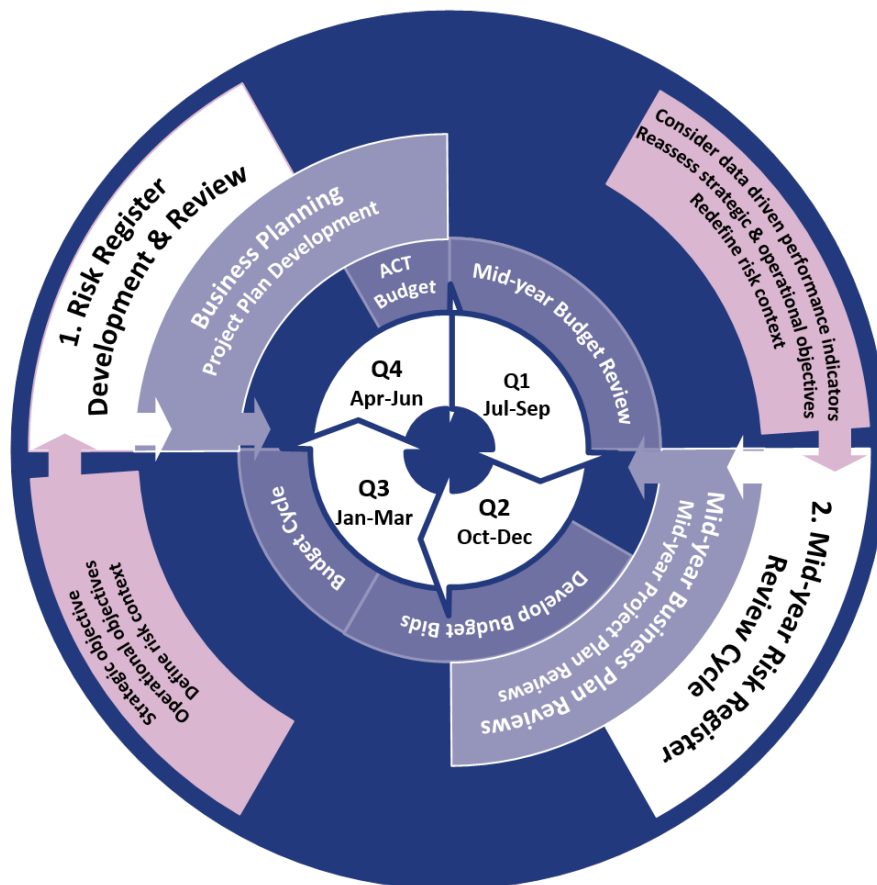 1. Risk Register
Development & Review
Business Planning
Project Plan Development
ACT
Budget
Mid-year Budget Review
Consider data driven performance indicators
Reassess strategic & operational objectives
Redefine risk context
Q4
Apr-Jun
Q1
Jul-Sep
Q3
Jan-Mar
Q2
Oct-Dec
Budget Cycle
Develop Budget Bids
Mid-year Business Plan Reviews
Mid-year Project Plan Reviews
2. Mid-year Risk Register
Review Cycle
Strategic objective
Operational objectives
Define risk context